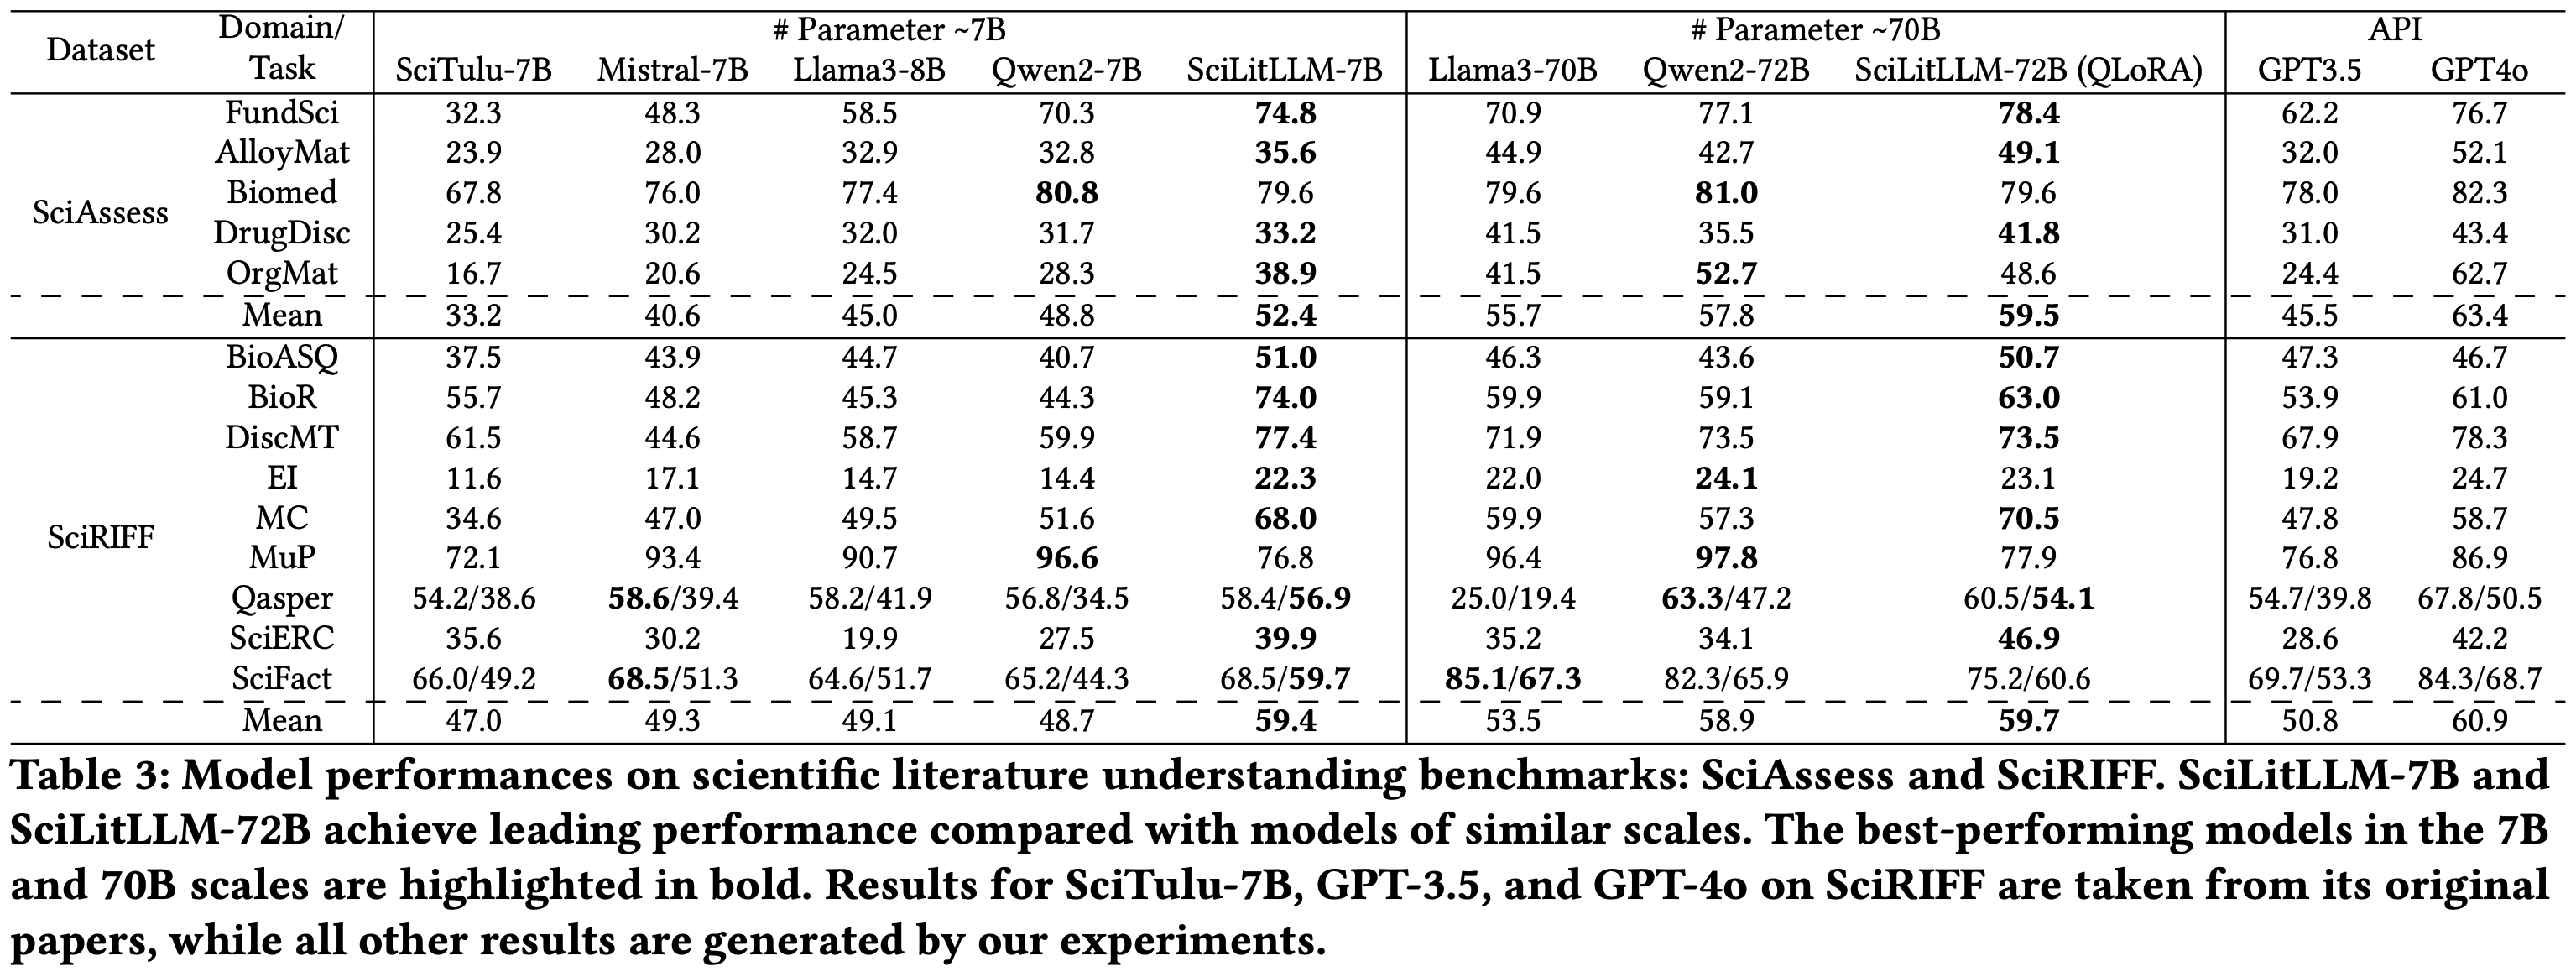 Dataset Domain/ Task # Parameter ~7B # Parameter ~70B API
SciTulu-7B Mistral-7B Llama3-8B Qwen2-7B SciLitLLM-7B Llama3-70B Qwen2-72B SciLitLLM-72B (QLoRA) GPT3.5 GPT4o
SciAssess
FundSci 32.3 48.3 58.5 70.3 74.8 70.9 77.1 78.4 62.2 76.7
AlloyMat 23.9 28.0 32.9 32.8 35.6 44.9 42.7 49.1 32.0 52.1
Biomed 67.8 76.0 77.4 80.8 79.6 79.6 81.0 79.6 78.0 82.3
DrugDisc 25.4 30.2 32.0 31.7 33.2 41.5 35.5 41.8 31.0 43.4
OrgMat 16.7 20.6 24.5 28.3 38.9 41.5 52.7 48.6 24.4 62.7
Mean 33.2 40.6 45.0 48.8 52.4 55.7 57.8 59.5 45.5 63.4
SciRIFF
BioASQ 37.5 43.9 44.7 40.7 51.0 46.3 43.6 50.7 47.3 46.7
BioR 55.7 48.2 45.3 44.3 74.0 59.9 59.1 63.0 53.9 61.0
DiscMT 61.5 44.6 58.7 59.9 77.4 71.9 73.5 73.5 67.9 78.3
EI 11.6 17.1 14.7 14.4 22.3 22.0 24.1 23.1 19.2 24.7
MC 34.6 47.0 49.5 51.6 68.0 59.9 57.3 70.5 47.8 58.7
MuP 72.1 93.4 90.7 96.6 76.8 96.4 97.8 77.9 76.8 86.9
Qasper 54.2/38.6 58.6/39.4 58.2/41.9 56.8/34.5 58.4/56.9 25.0/19.4 63.3/47.2 60.5/54.1 54.7/39.8 67.8/50.5
SciERC 35.6 30.2 19.9 27.5 39.9 35.2 34.1 46.9 28.6 42.2
SciFact 66.0/49.2 68.5/51.3 64.6/51.7 65.2/44.3 68.5/59.7 85.1/67.3 82.3/65.9 75.2/60.6 69.7/53.3 84.3/68.7
Mean 47.0 49.3 49.1 48.7 59.4 53.5 58.9 59.7 50.8 60.9
Table 3: Model performances on scientific literature understanding benchmarks: SciAssess and SciRIFF. SciLitLLM-7B and
SciLitLLM-72B achieve leading performance compared with models of similar scales. The best-performing models in the 7B
and 70B scales are highlighted in bold. Results for SciTulu-7B, GPT-3.5, and GPT-4o on SciRIFF are taken from its original
papers, while all other results are generated by our experiments.